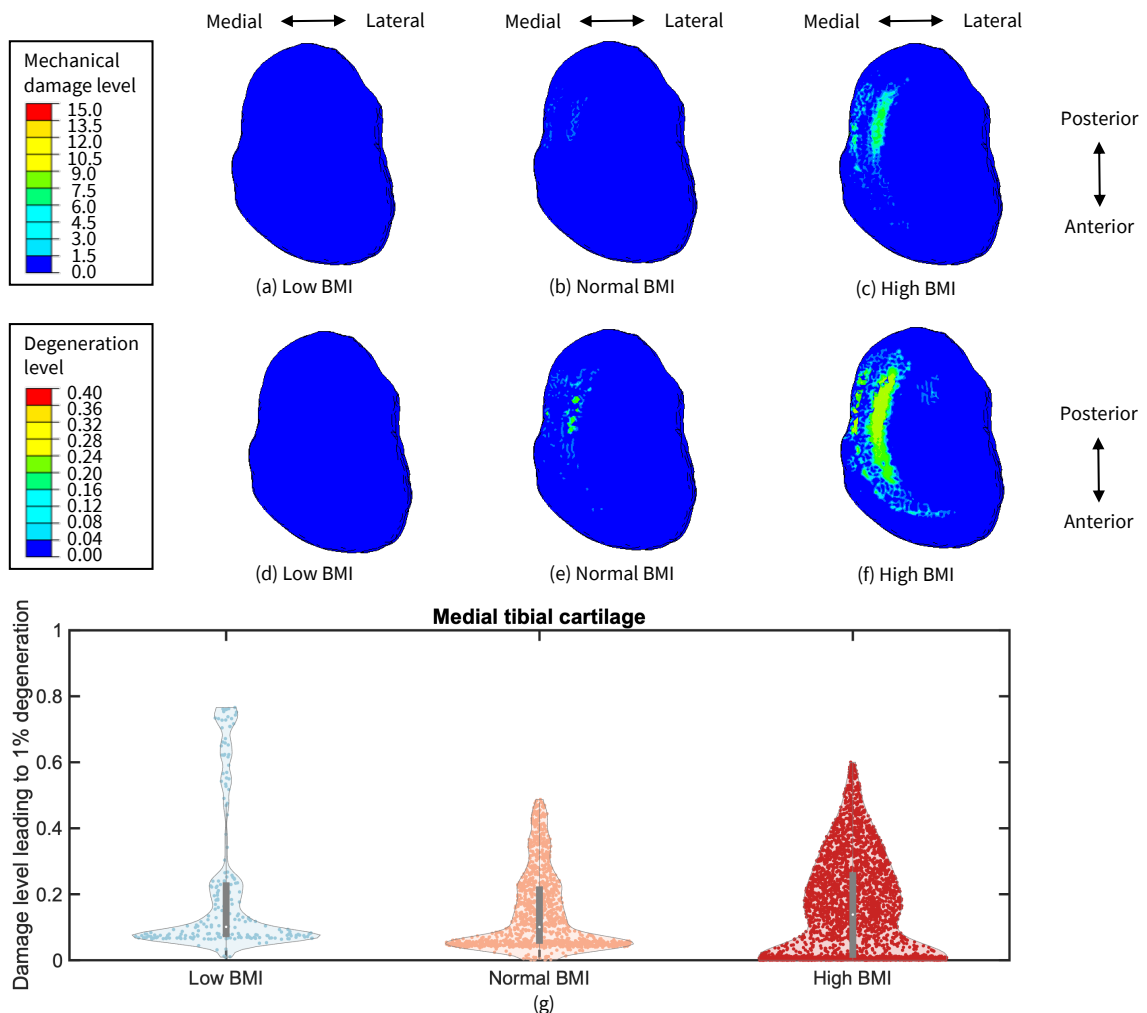 Medial Lateral
Medial Lateral
Medial Lateral
Mechanical
damage level
15.0
13.5
12.0
10.5
9.0
7.5
6.0
4.5
3.0
1.5
0.0
Posterior
Anterior
(a) Low BMI
(b) Normal BMI
(c) High BMI
Degeneration
level
0.40
0.36
0.32
0.28
0.24
0.20
0.16
0.12
0.08
0.04
0.00
Posterior
Anterior
(d) Low BMI
(e) Normal BMI
(f) High BMI
Medial tibial cartilage
Damage level leading to 1% degeneration
1
0.8
0.6
0.4
0.2
0
Low BMI
Normal BMI
High BMI
(g)